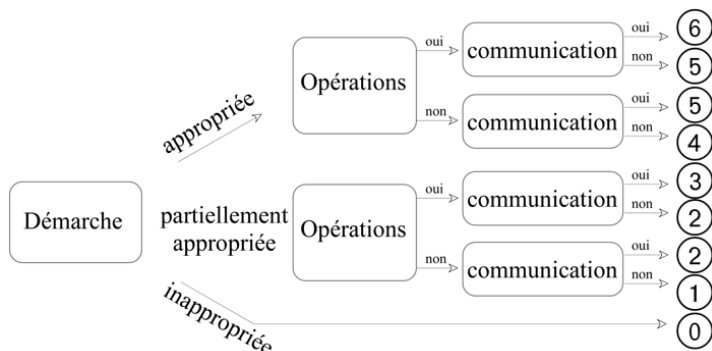 Démarche
appropriée
Opérations
oui
communication
oui
6
non
5
non
communication
oui
5
non
4
partiellement
appropriée
Opérations
oui
communication
oui
3
non
2
non
communication
oui
2
non
1
inappropriée
0